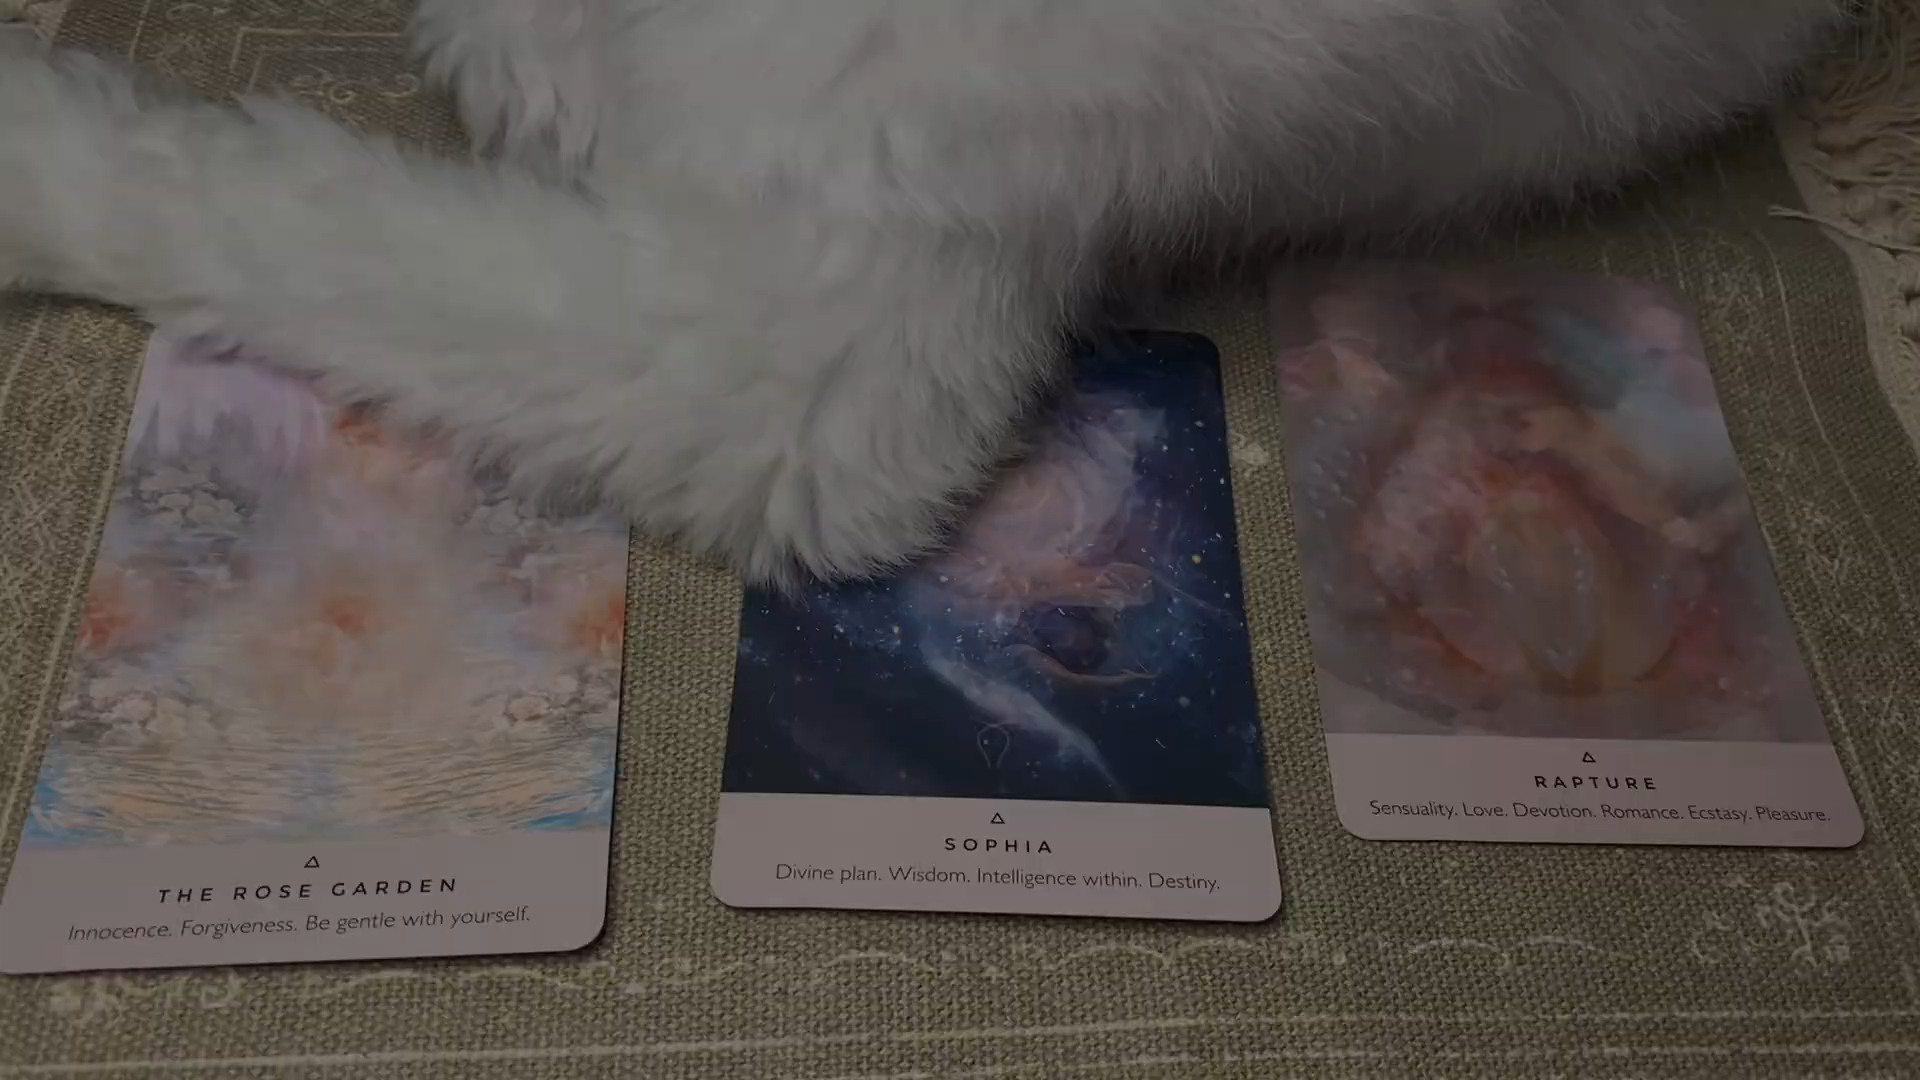 THE ROSE GARDEN
Innocence. Forgiveness. Be gentle with yourself.
SOPHIA
Divine plan. Wisdom. Intelligence within. Destiny.
RAPTURE
Sensuality. Love. Devotion. Romance. Ecstasy. Pleasure.